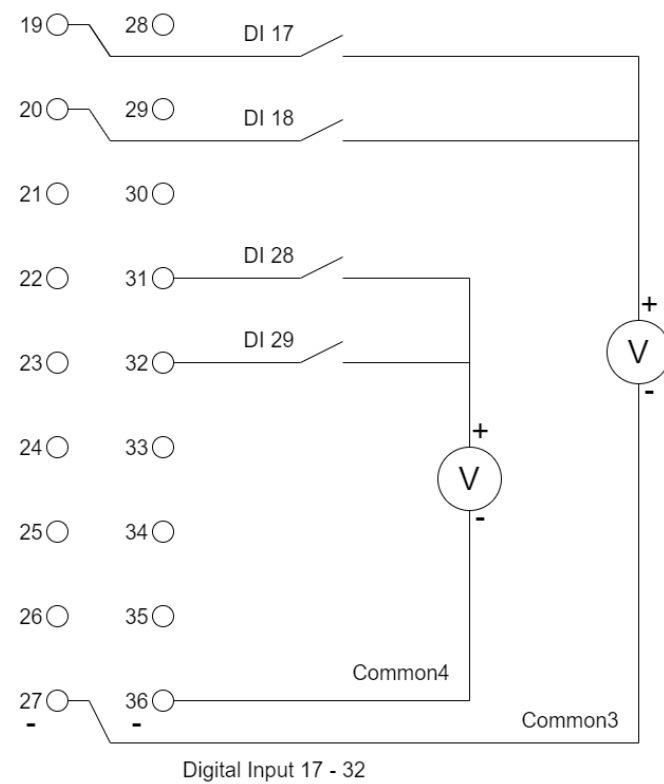 19 28 DI 17
20 29 DI 18
21 30
22 31 DI 28
23 32 DI 29
+
V
-
24 33
+
V
-
25 34
26 35
Common4
27 36
- -
Common3
Digital Input 17 - 32